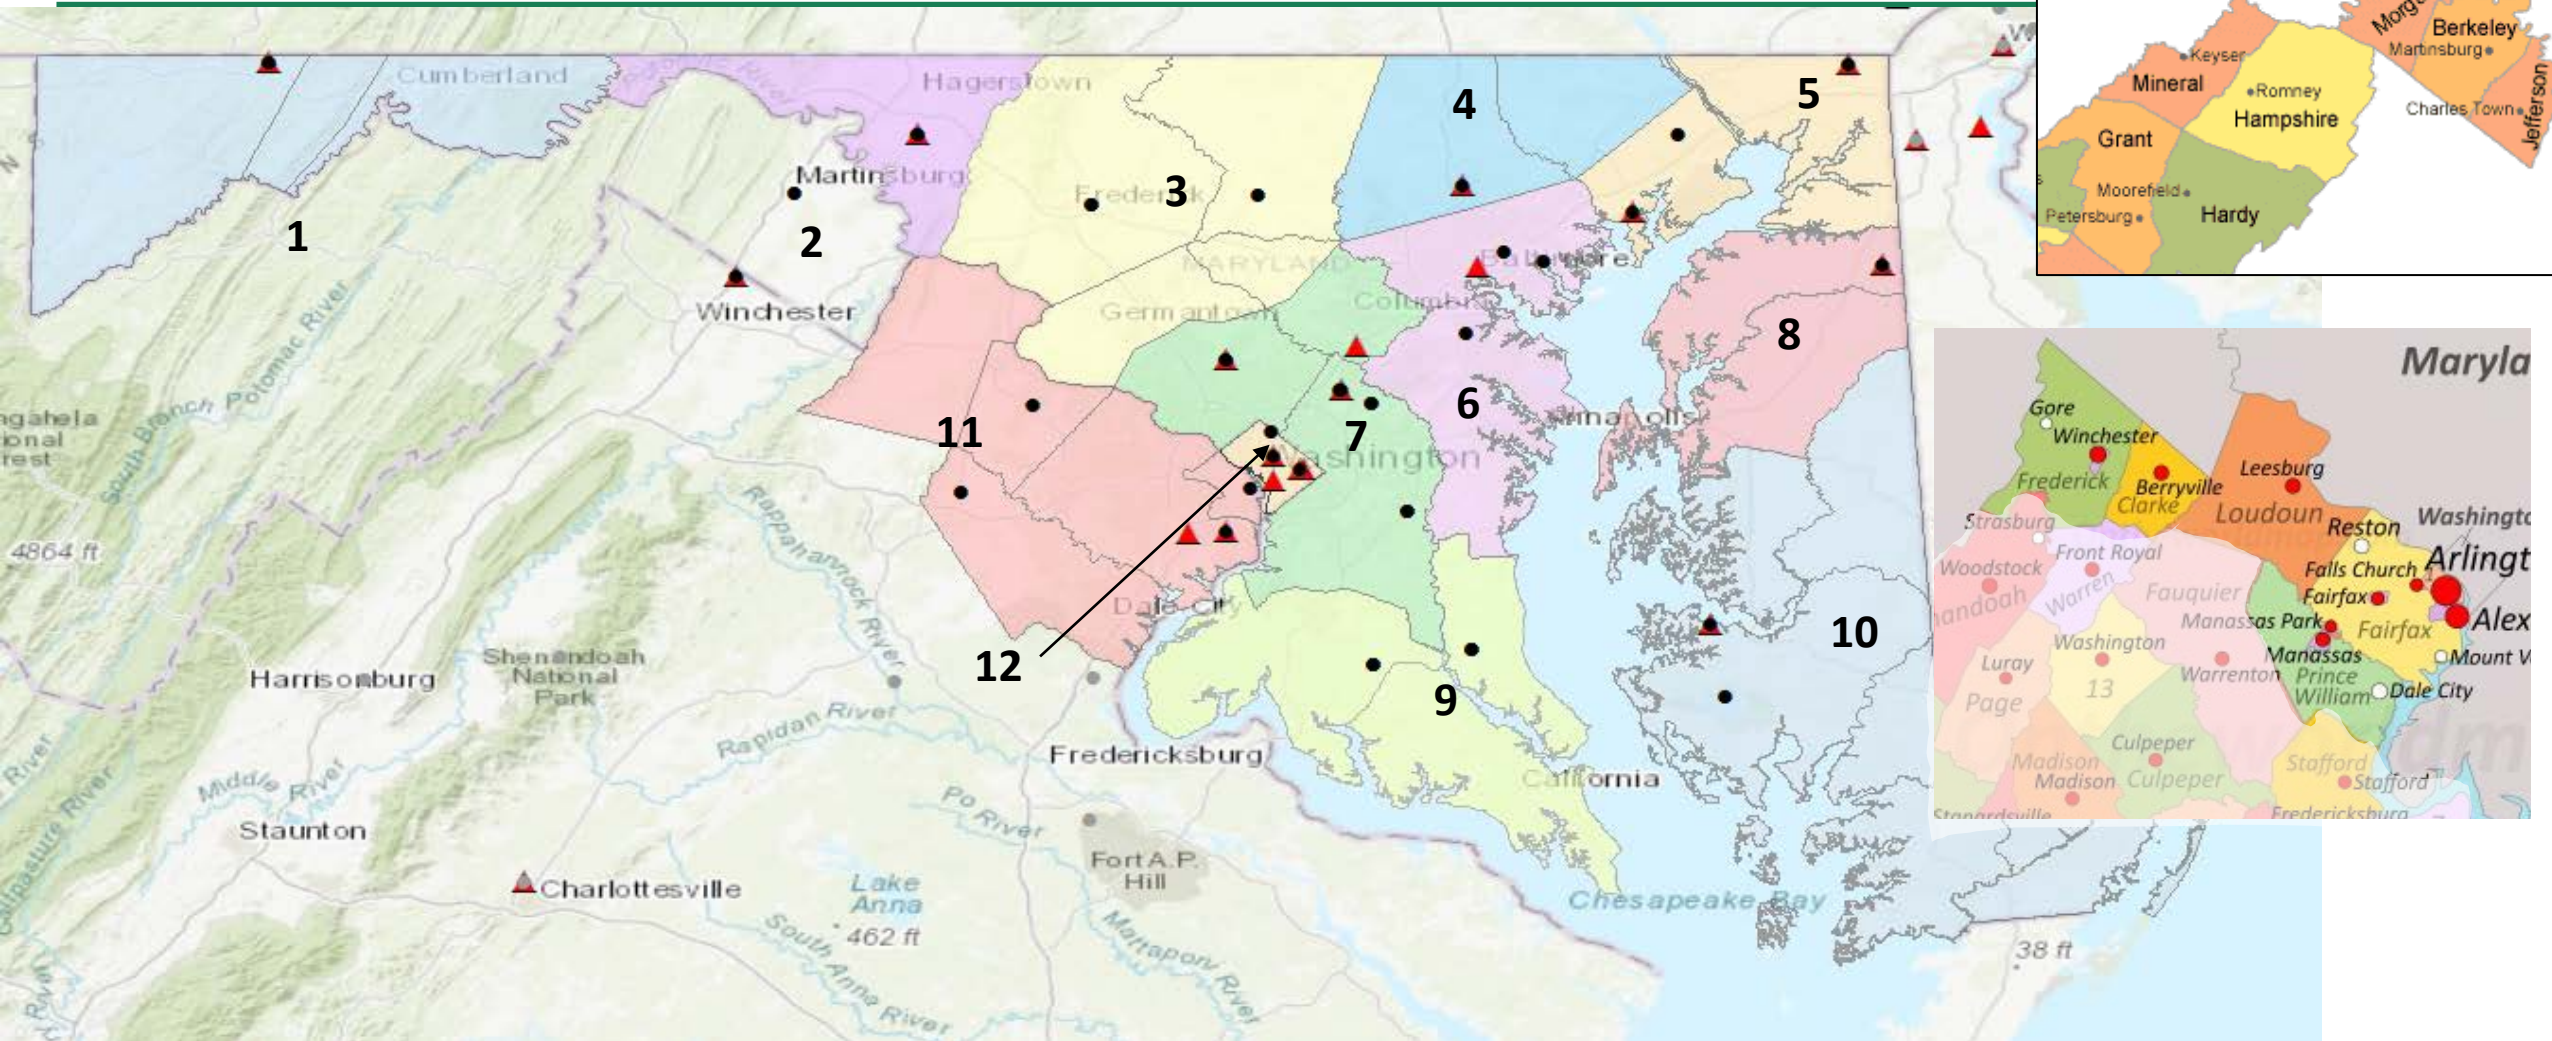 Cumberland
Hagerstown
Martinsburg
Winchester
Frederick
MARYLAND
Germantown
Columbia
Baltimore
Annapolis
Washington
Dale City
California
Chesapeake Bay
38 ft
1
2
3
4
5
6
7
8
9
10
11
12
South Branch Potomac River
4864 ft
Harrisonburg
Shenandoah
National
Park
Rappahannock River
Rapidan River
Fredericksburg
Middle River
Staunton
Charlottesville
Lake
Anna
462 ft
Po River
Fort A.P.
Hill
South Anna River
Mattaponi River
River
Keyser
Mineral
Romney
Hampshire
Berkeley
Martinsburg
Charles Town
Jefferson
Grant
Moorefield
Petersburg
Hardy
Maryla
Gore
Winchester
Frederick
Berryville
Clarke
Leesburg
Loudoun
Reston
Washingto
Arlingt
Strasburg
Front Royal
Warren
Woodstock
Fauquier
Falls Church
Fairfax
Fairfax
Alex
Manassas Park
Manassas
Mount V
Prince
William
Dale City
Washington
13
Luray
Page
Warrenton
Madison
Madison
Culpeper
Culpeper
Stafford
Stafford
Stanardsville
Fredericksburg